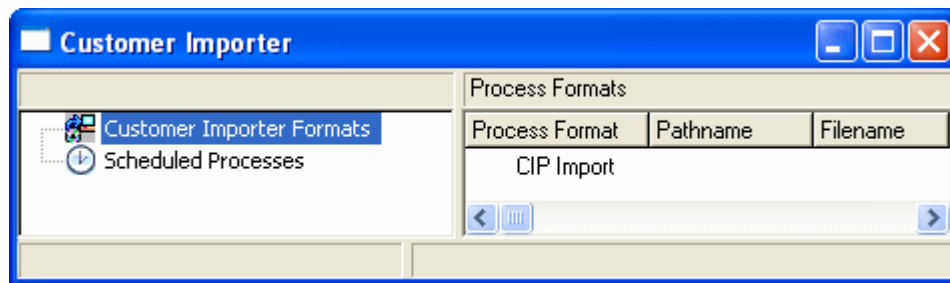 Customer Importer
Process Formats
Customer Importer Formats
Scheduled Processes
Process Format Pathname Filename
CIP Import